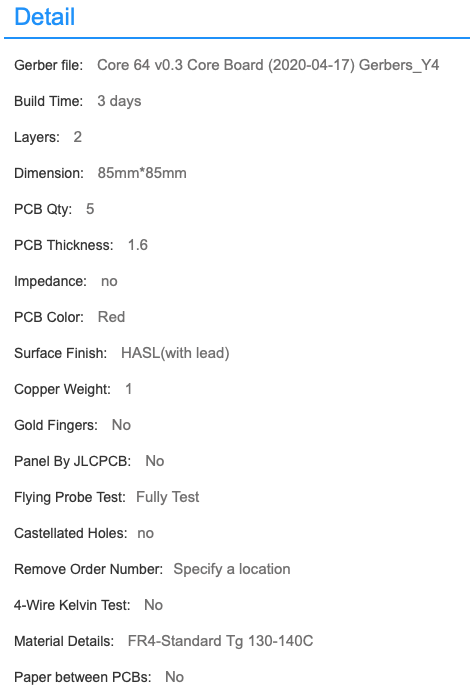 Detail
Gerber file: Core 64 v0.3 Core Board (2020-04-17) Gerbers_Y4
Build Time: 3 days
Layers: 2
Dimension: 85mm*85mm
PCB Qty: 5
PCB Thickness: 1.6
Impedance: no
PCB Color: Red
Surface Finish: HASL(with lead)
Copper Weight: 1
Gold Fingers: No
Panel By JLCPCB: No
Flying Probe Test: Fully Test
Castellated Holes: no
Remove Order Number: Specify a location
4-Wire Kelvin Test: No
Material Details: FR4-Standard Tg 130-140C
Paper between PCBs: No